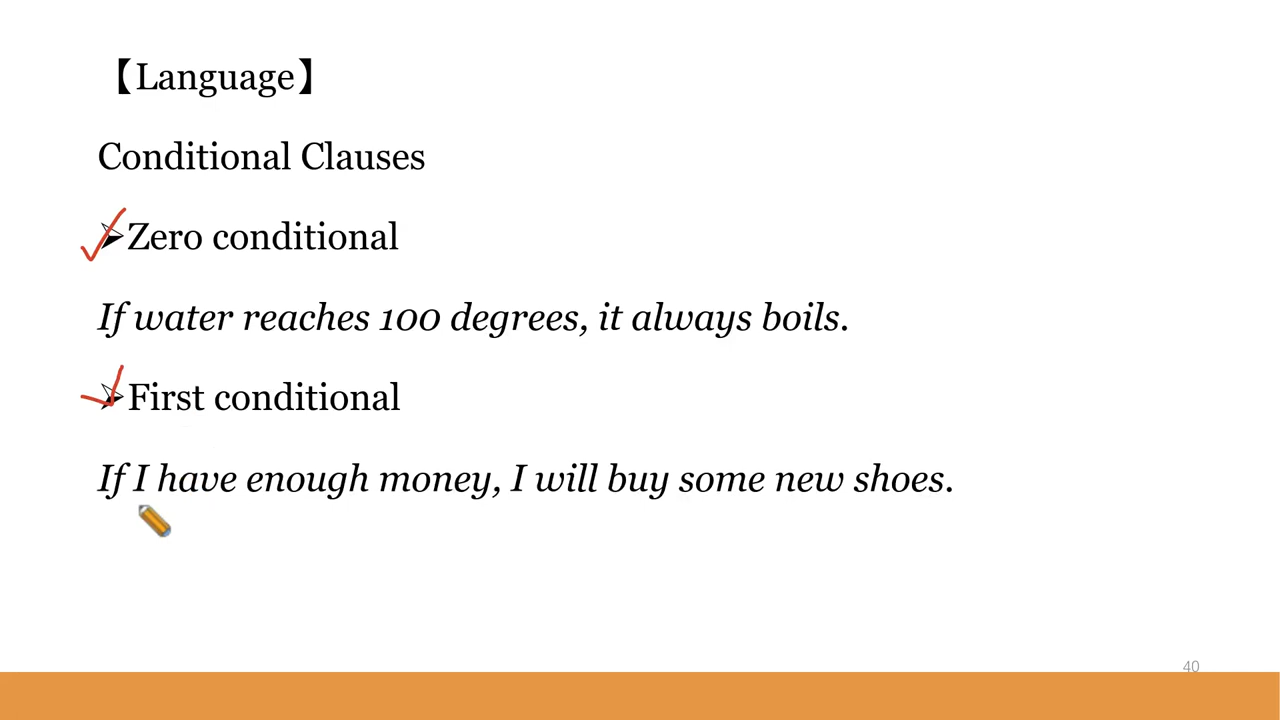 【Language】
Conditional Clauses
➢Zero conditional
If water reaches 100 degrees, it always boils.
➢First conditional
If I have enough money, I will buy some new shoes.
40